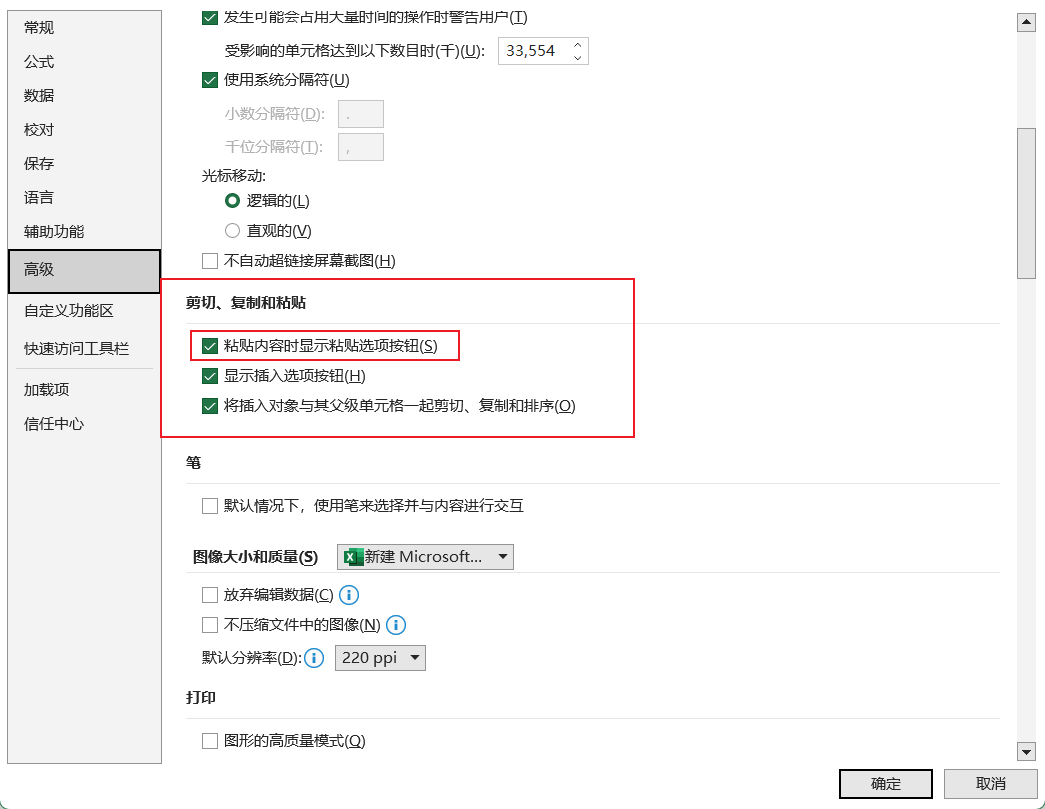 常规
公式
数据
校对
保存
语言
辅助功能
高级
自定义功能区
快速访问工具栏
加载项
信任中心
发生可能会占用大量时间的操作时警告用户(T)
受影响的单元格达到以下数目时(千)(U): 33,554
使用系统分隔符(U)
小数分隔符(D): .
千位分隔符(T): ,
光标移动:
逻辑的(L)
直观的(V)
不自动超链接屏幕截图(H)
剪切、复制和粘贴
粘贴内容时显示粘贴选项按钮(S)
显示插入选项按钮(H)
将插入对象与其父级单元格一起剪切、复制和排序(O)
笔
默认情况下，使用笔来选择并与内容进行交互
图像大小和质量(S) 新建 Microsoft...
放弃编辑数据(C)
不压缩文件中的图像(N)
默认分辨率(D): 220 ppi
打印
图形的高质量模式(Q)
确定 取消